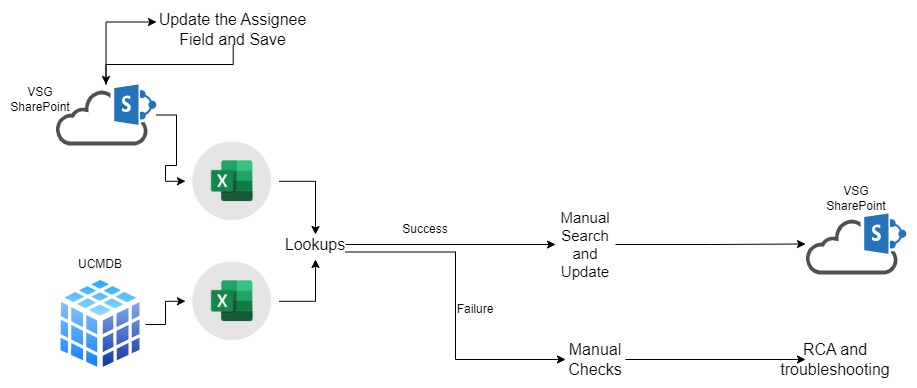 Update the Assignee
Field and Save
VSG
SharePoint
S
X
VSG
SharePoint
S
Manual
Search
and
Update
Success
Lookups
UCMDB
X
Failure
Manual
Checks
RCA and
troubleshooting